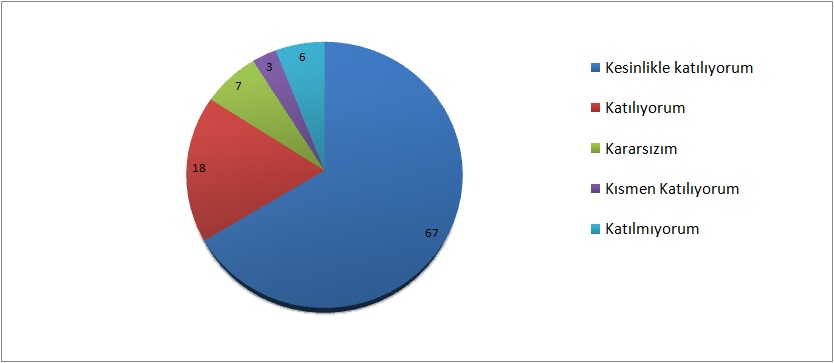 6
3
7
18
67
Kesinlikle katılıyorum
Katılıyorum
Kararsızım
Kısmen Katılıyorum
Katılmıyorum